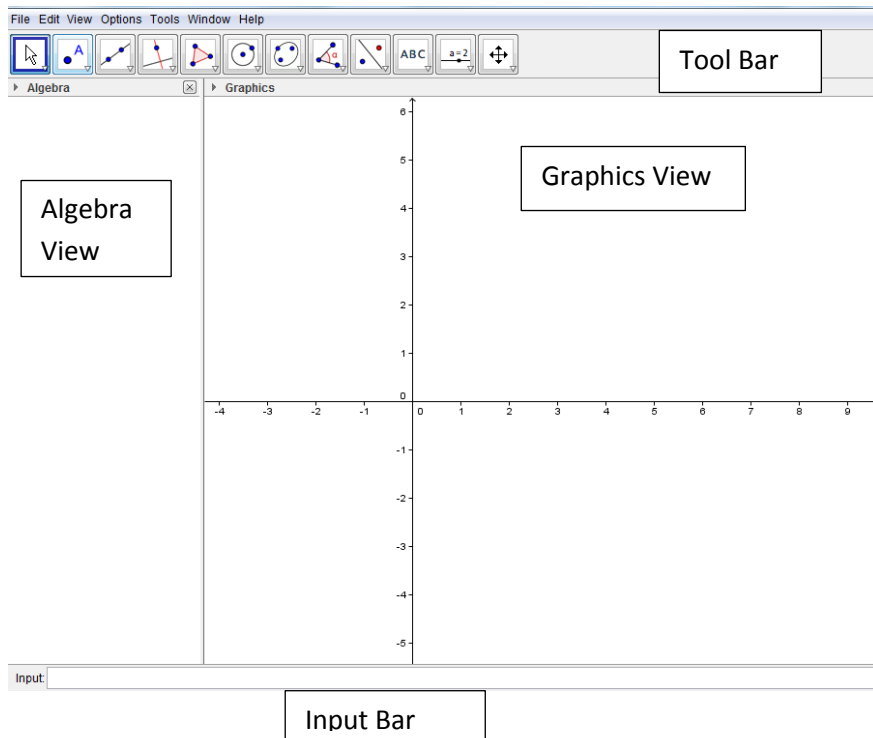 File Edit View Options Tools Window Help
A
α
ABC
a=2
Tool Bar
Algebra
Graphics
Graphics View
Algebra
View
6
5
4
3
2
1
0
-4 -3 -2 -1 0 1 2 3 4 5 6 7 8 9
-1
-2
-3
-4
-5
Input:
Input Bar